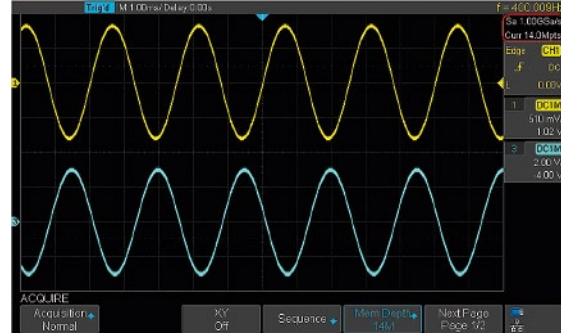 Trig'd M 1.00ms/ Delay:0.00s f = 400.009Hz
Sa 1.00GSa/s
Curr 14.0Mpts
Edge CH1
DC
L 0.00V
1 DC1M
510 mV/
1.02 V
3 DC1M
2.00 V/
-4.00 V
ACQUIRE
Acquisition XY Sequence Mem Depth Next Page
Normal Off 14M Page 1/2